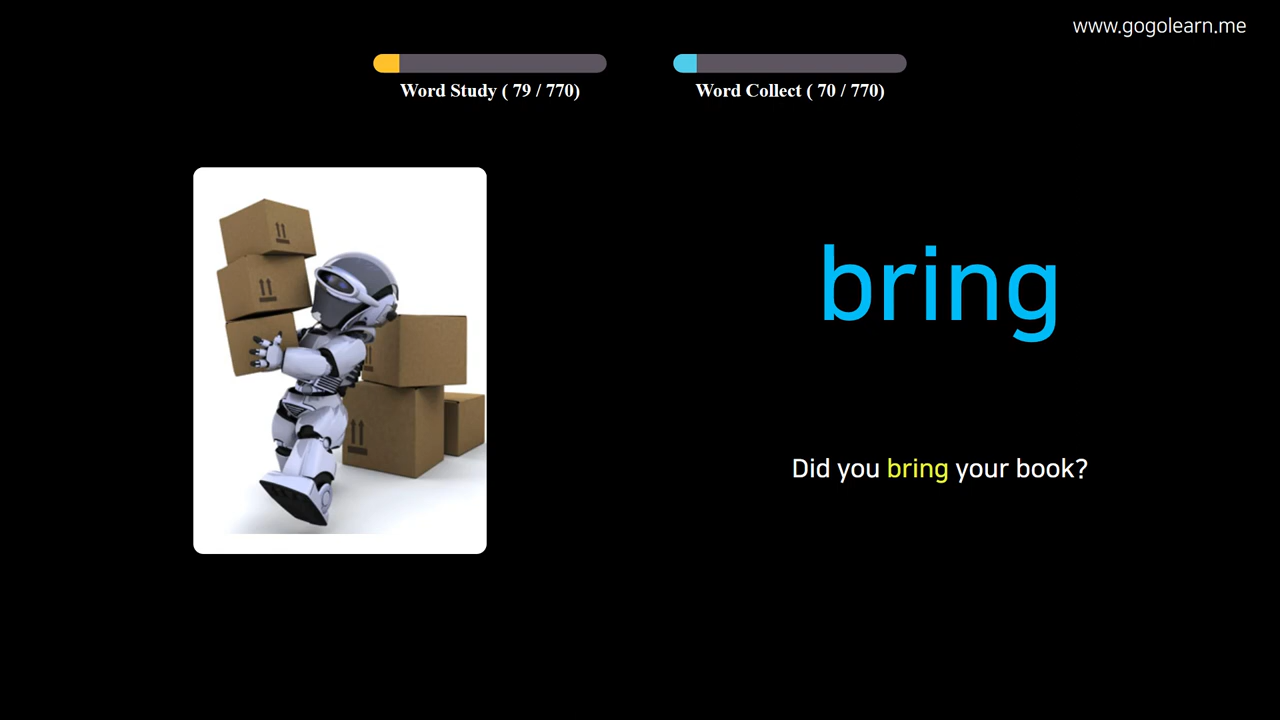 www.gogolearn.me
Word Study ( 79 / 770)
Word Collect ( 70 / 770)
bring
Did you bring your book?